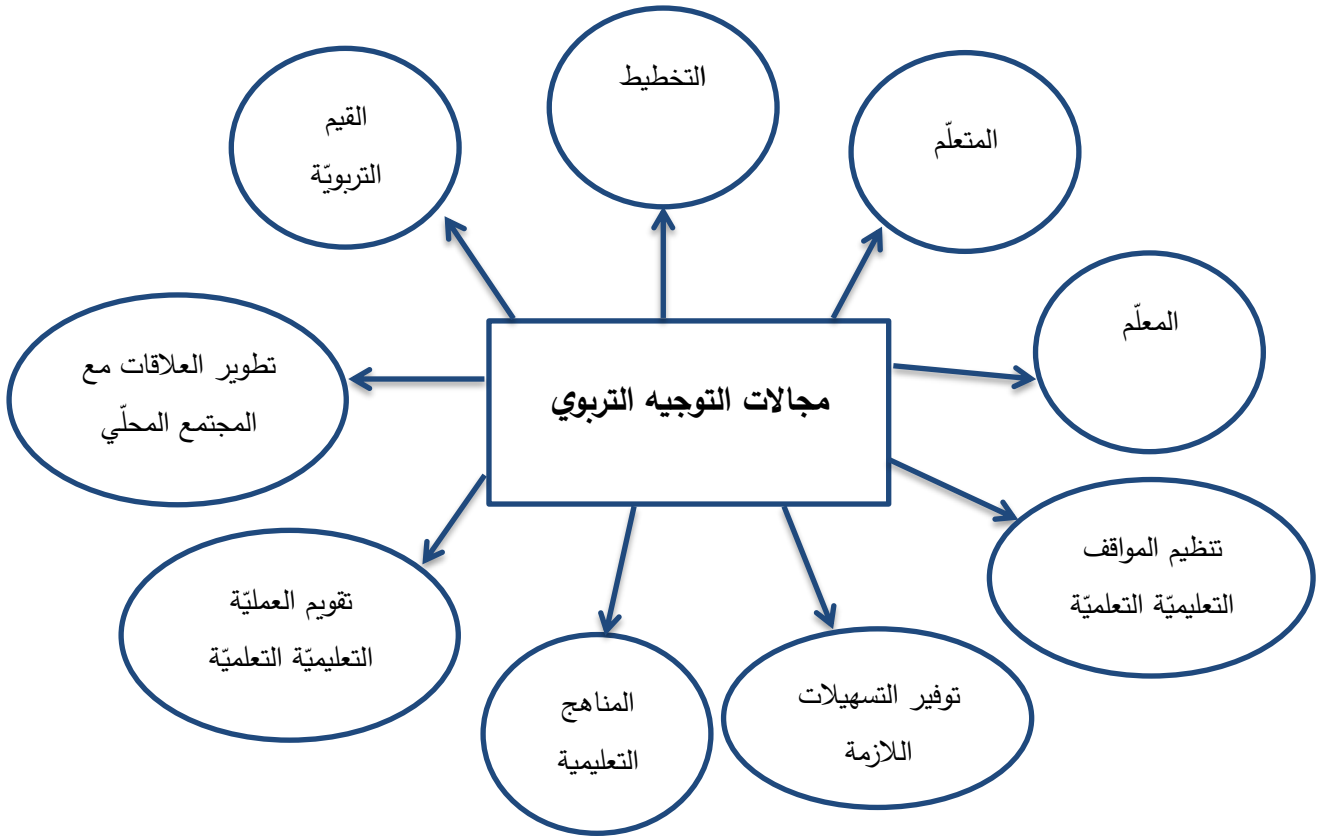 التخطيط
المتعلّم
القيم
التربويّة
المعلّم
تطوير العلاقات مع
المجتمع المحلّي
مجالات التوجيه التربوي
تنظيم المواقف
التعليميّة التعلميّة
تقويم العمليّة
التعليميّة التعلميّة
توفير التسهيلات
اللازمة
المناهج
التعليمية